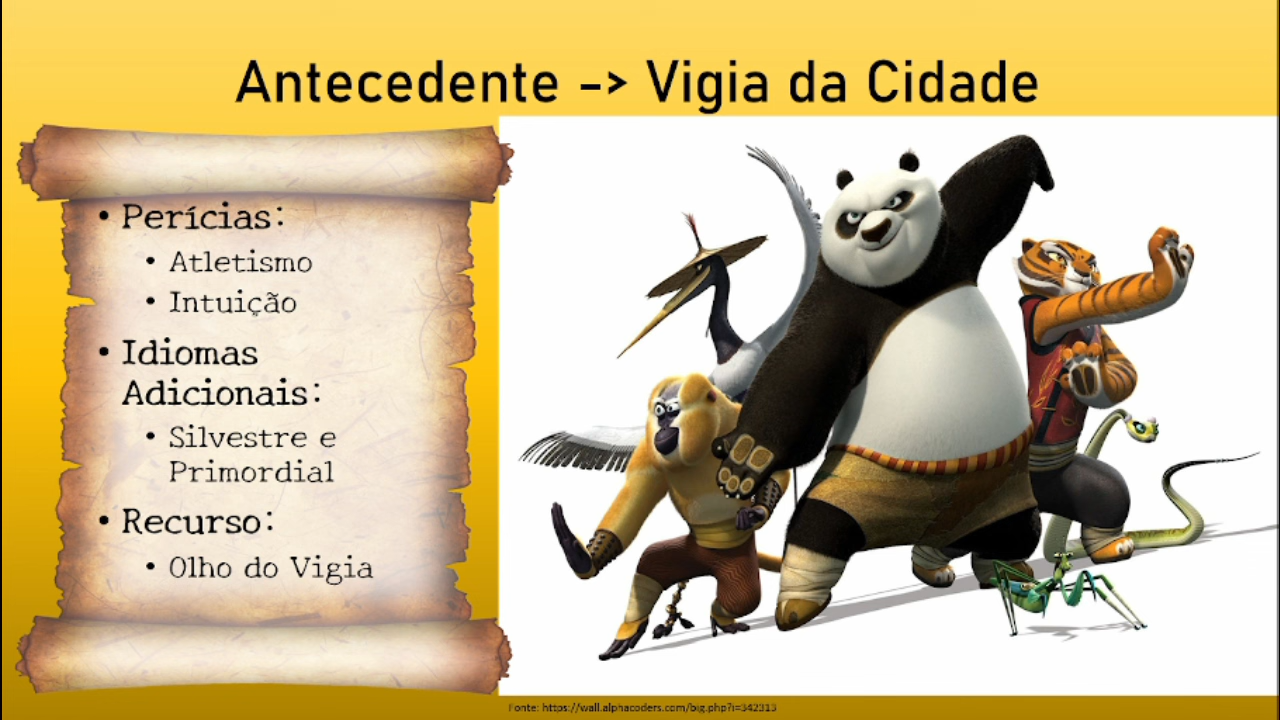 Antecedente -> Vigia da Cidade
• Perícias:
• Atletismo
• Intuição
• Idiomas
Adicionais:
• Silvestre e
Primordial
• Recurso:
• Olho do Vigia
Fonte: https://wall.alphacoders.com/big.php?i=342313